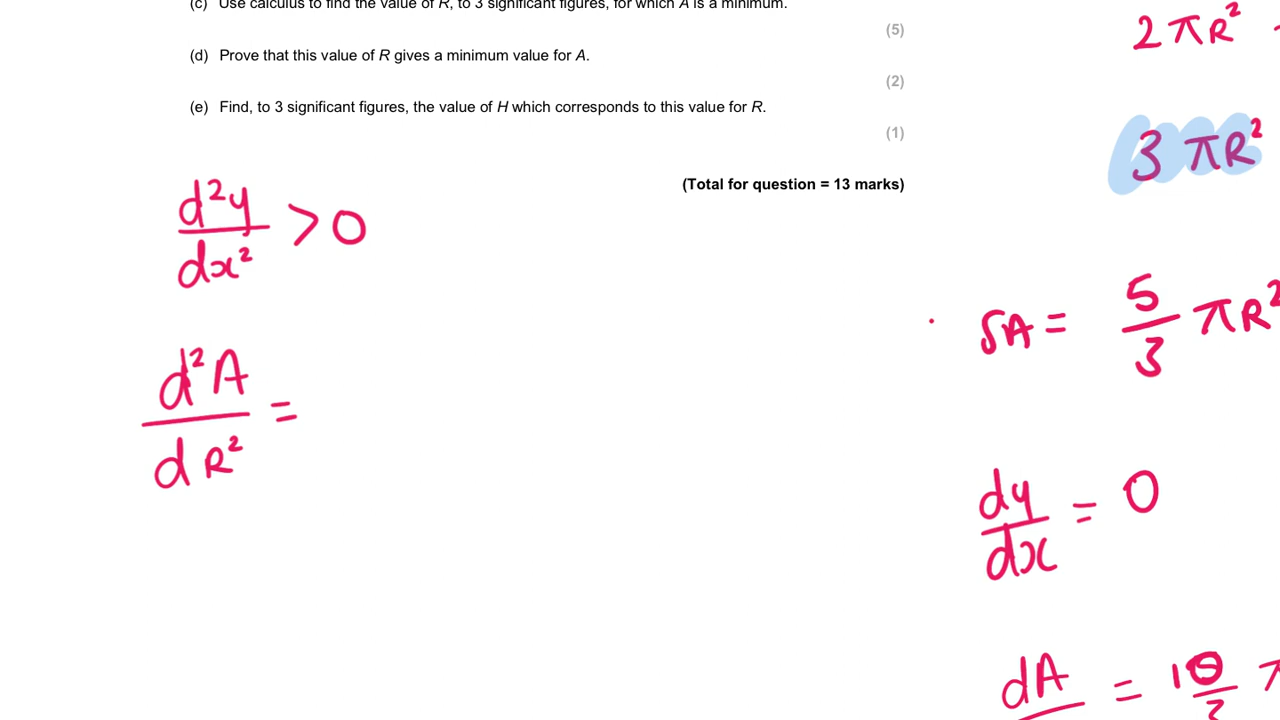 (c) Use calculus to find the value of R, to 3 significant figures, for which A is a minimum.
(5)
(d) Prove that this value of R gives a minimum value for A.
(2)
(e) Find, to 3 significant figures, the value of H which corresponds to this value for R.
(1)
(Total for question = 13 marks)
d²y
dx²
> 0
d²A
dR²
=
2πR²
3πR²
SA = 5/3 πR²
dy
dx
= 0
dA
= 10